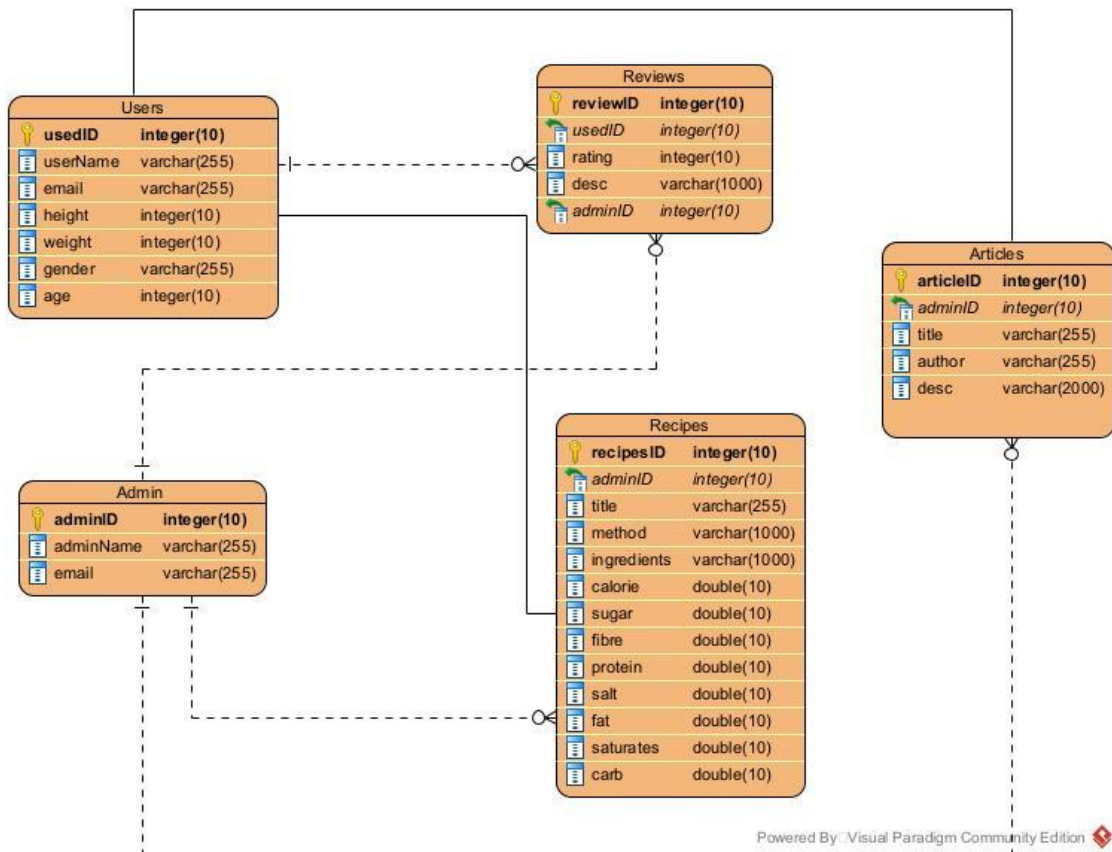 Users
usedID integer(10)
userName varchar(255)
email varchar(255)
height integer(10)
weight integer(10)
gender varchar(255)
age integer(10)
Reviews
reviewID integer(10)
usedID integer(10)
rating integer(10)
desc varchar(1000)
adminID integer(10)
Articles
articleID integer(10)
adminID integer(10)
title varchar(255)
author varchar(255)
desc varchar(2000)
Admin
adminID integer(10)
adminName varchar(255)
email varchar(255)
Recipes
recipesID integer(10)
adminID integer(10)
title varchar(255)
method varchar(1000)
ingredients varchar(1000)
calorie double(10)
sugar double(10)
fibre double(10)
protein double(10)
salt double(10)
fat double(10)
saturates double(10)
carb double(10)
Powered By Visual Paradigm Community Edition